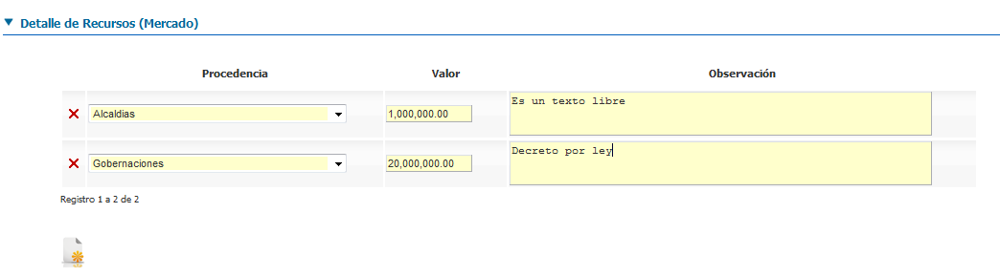 Detalle de Recursos (Mercado)
Procedencia Valor Observación
Alcaldias 1,000,000.00 Es un texto libre
Gobernaciones 20,000,000.00 Decreto por ley
Registro 1 a 2 de 2